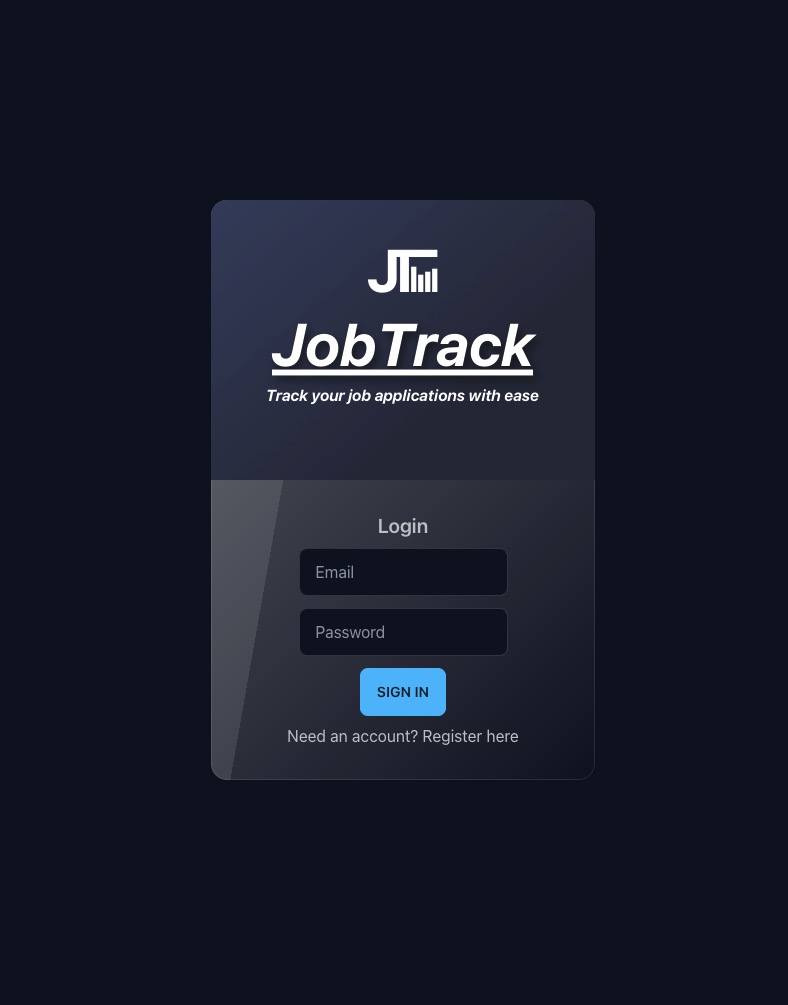 JT
JobTrack
Track your job applications with ease
Login
Email
Password
SIGN IN
Need an account? Register here